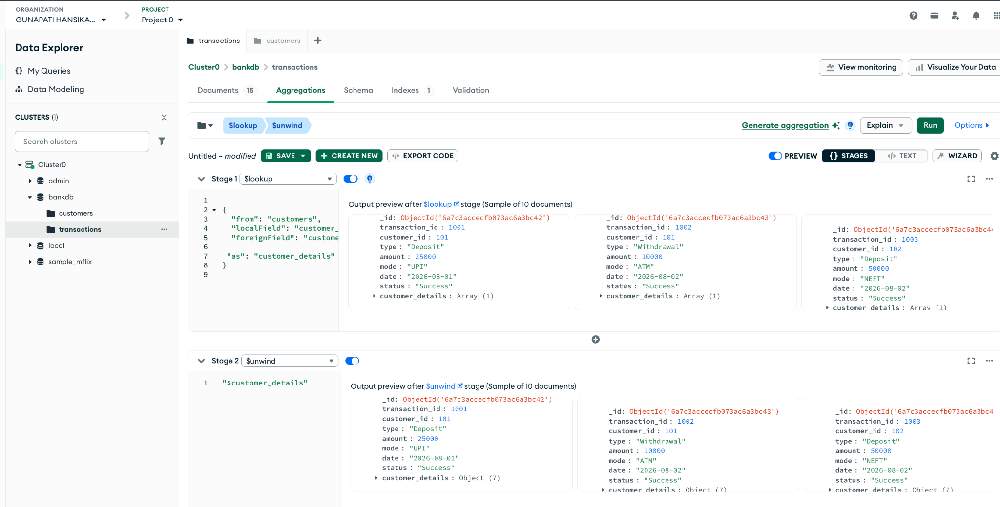 ORGANIZATION
GUNAPATI HANSIKA...
PROJECT
Project 0
Data Explorer
My Queries
Data Modeling
CLUSTERS (1)
Search clusters
Cluster0
admin
bankdb
customers
transactions
local
sample_mflix
transactions
customers
Cluster0 > bankdb > transactions
View monitoring
Visualize Your Data
Documents 15
Aggregations
Schema
Indexes 1
Validation
$lookup
$unwind
Generate aggregation
Explain
Run
Options
Untitled – modified
SAVE
+ CREATE NEW
</> EXPORT CODE
PREVIEW
{} STAGES
</> TEXT
WIZARD
Stage 1 $lookup
1
2 {
3 "from": "customers",
4 "localField": "customer_
5 "foreignField": "custome
6
7 "as": "customer_details"
8 }
9
Output preview after $lookup stage (Sample of 10 documents)
_id: ObjectId('6a7c3accecfb073ac6a3bc42')
transaction_id : 1001
customer_id : 101
type : "Deposit"
amount : 25000
mode : "UPI"
date : "2026-08-01"
status : "Success"
customer_details : Array (1)
_id: ObjectId('6a7c3accecfb073ac6a3bc43')
transaction_id : 1002
customer_id : 101
type : "Withdrawal"
amount : 10000
mode : "ATM"
date : "2026-08-02"
status : "Success"
customer_details : Array (1)
_id: ObjectId('6a7c3accecfb073ac6a3bc44
transaction_id : 1003
customer_id : 102
type : "Deposit"
amount : 50000
mode : "NEFT"
date : "2026-08-02"
status : "Success"
customer_details : Array (1)
Stage 2 $unwind
1 "$customer_details"
Output preview after $unwind stage (Sample of 10 documents)
_id: ObjectId('6a7c3accecfb073ac6a3bc42')
transaction_id : 1001
customer_id : 101
type : "Deposit"
amount : 25000
mode : "UPI"
date : "2026-08-01"
status : "Success"
customer_details : Object (7)
_id: ObjectId('6a7c3accecfb073ac6a3bc43')
transaction_id : 1002
customer_id : 101
type : "Withdrawal"
amount : 10000
mode : "ATM"
date : "2026-08-02"
status : "Success"
customer_details : Object (7)
_id: ObjectId('6a7c3accecfb073ac6a3bc4
transaction_id : 1003
customer_id : 102
type : "Deposit"
amount : 50000
mode : "NEFT"
date : "2026-08-02"
status : "Success"
customer_details : Object (7)